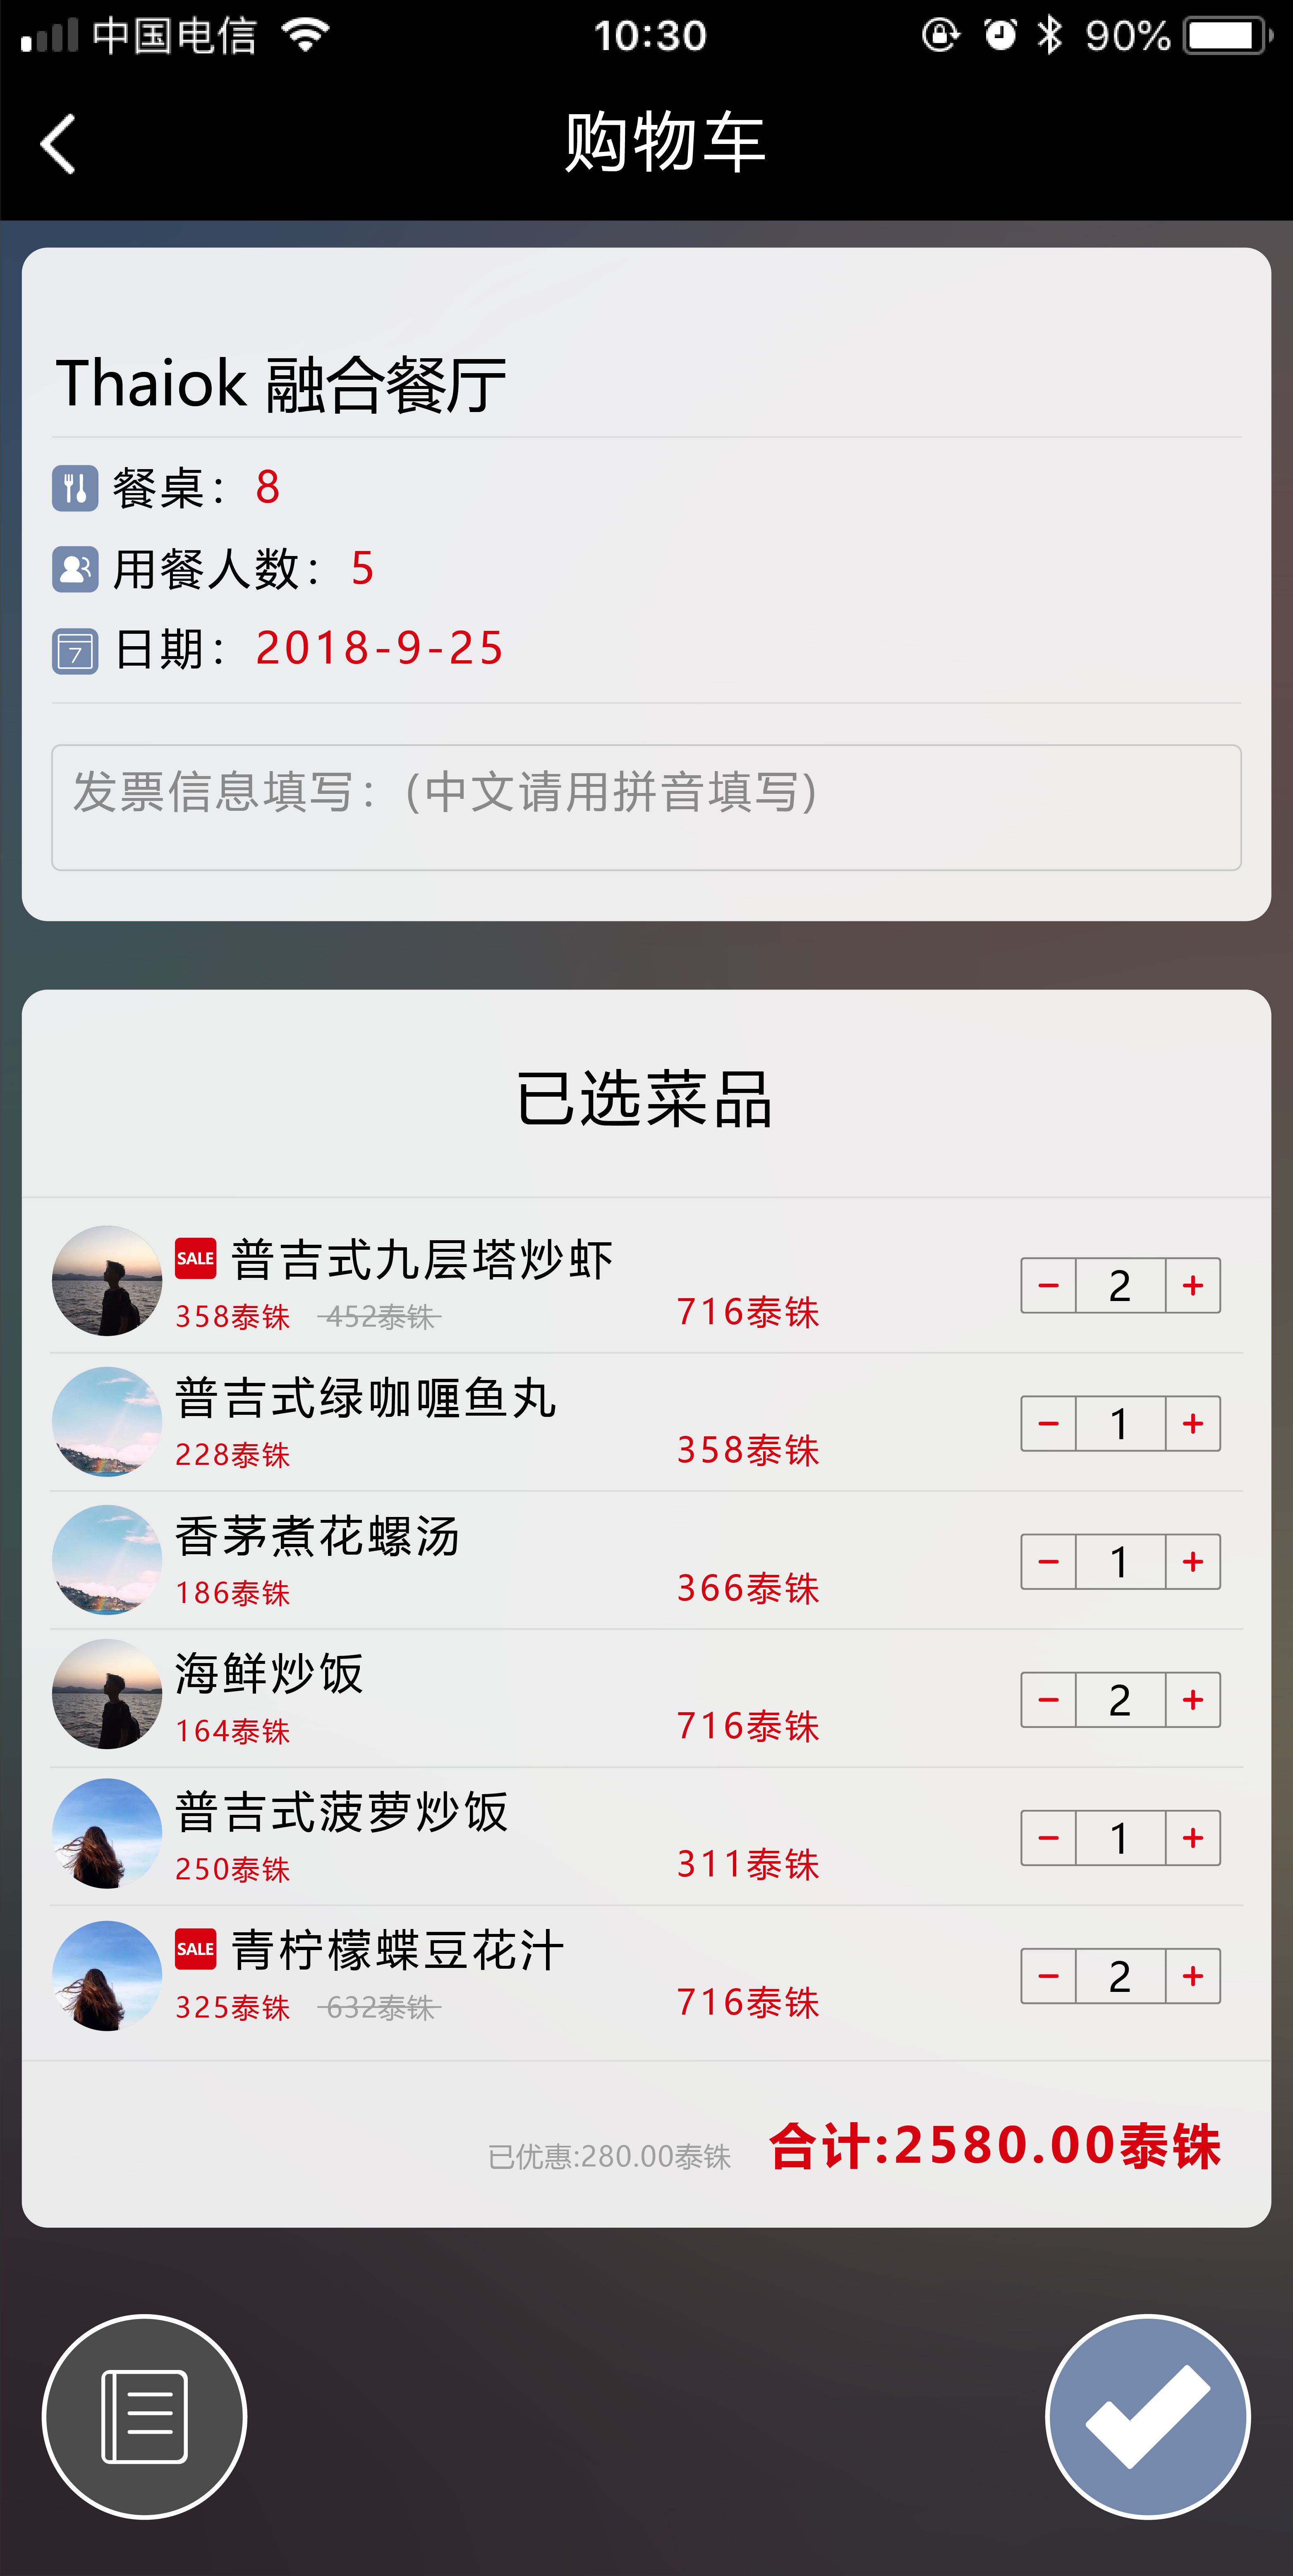 中国电信 10:30 90%
购物车
Thaiok 融合餐厅
餐桌：8
用餐人数：5
7 日期：2018-9-25
发票信息填写：(中文请用拼音填写)
已选菜品
SALE 普吉式九层塔炒虾
358泰铢 452泰铢 716泰铢 － 2 +
普吉式绿咖喱鱼丸
228泰铢 358泰铢 － 1 +
香茅煮花螺汤
186泰铢 366泰铢 － 1 +
海鲜炒饭
164泰铢 716泰铢 － 2 +
普吉式菠萝炒饭
250泰铢 311泰铢 － 1 +
SALE 青柠檬蝶豆花汁
325泰铢 632泰铢 716泰铢 － 2 +
已优惠:280.00泰铢 合计:2580.00泰铢